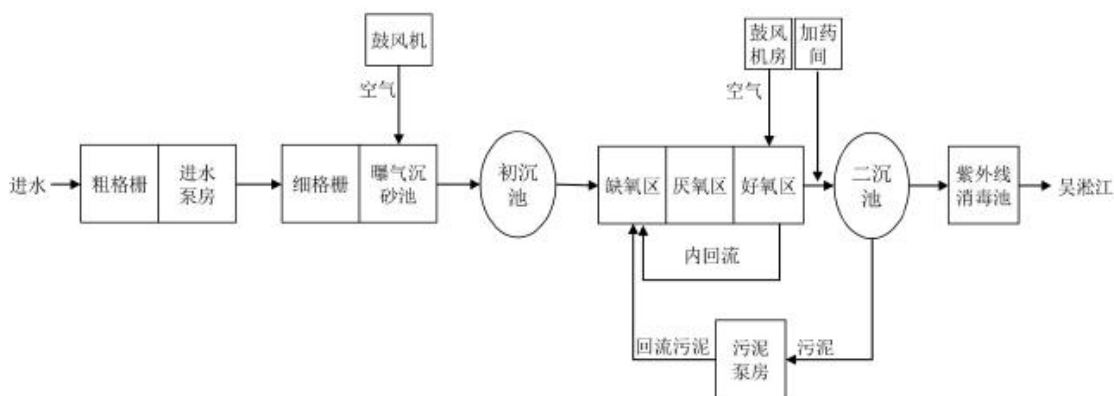 鼓风机
鼓风
机房
加药
间
空气
空气
进水
粗格栅
进水
泵房
细格栅
曝气沉
砂池
初沉
池
缺氧区
厌氧区
好氧区
二沉
池
紫外线
消毒池
吴淞江
内回流
回流污泥
污泥
泵房
污泥